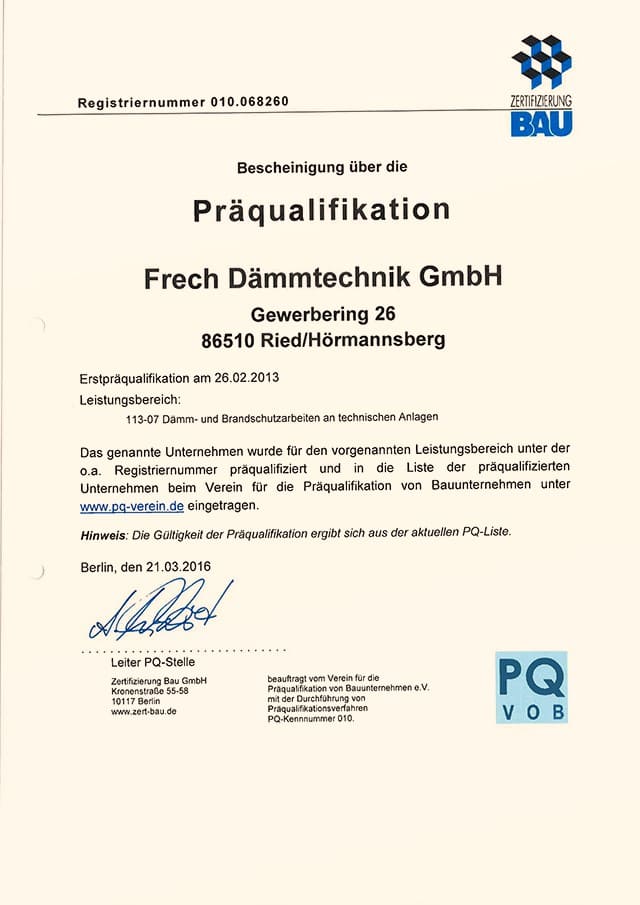 Registriernummer 010.068260
ZERTIFIZIERUNG
BAU
Bescheinigung über die
Präqualifikation
Frech Dämmtechnik GmbH
Gewerbering 26
86510 Ried/Hörmannsberg
Erstpräqualifikation am 26.02.2013
Leistungsbereich:
113-07 Dämm- und Brandschutzarbeiten an technischen Anlagen
Das genannte Unternehmen wurde für den vorgenannten Leistungsbereich unter der
o.a. Registriernummer präqualifiziert und in die Liste der präqualifizierten
Unternehmen beim Verein für die Präqualifikation von Bauunternehmen unter
www.pq-verein.de eingetragen.
Hinweis: Die Gültigkeit der Präqualifikation ergibt sich aus der aktuellen PQ-Liste.
Berlin, den 21.03.2016
Leiter PQ-Stelle
Zertifizierung Bau GmbH
Kronenstraße 55-58
10117 Berlin
www.zert-bau.de
beauftragt vom Verein für die
Präqualifikation von Bauunternehmen e.V.
mit der Durchführung von
Präqualifikationsverfahren
PQ-Kennnummer 010.
PQ
VOB